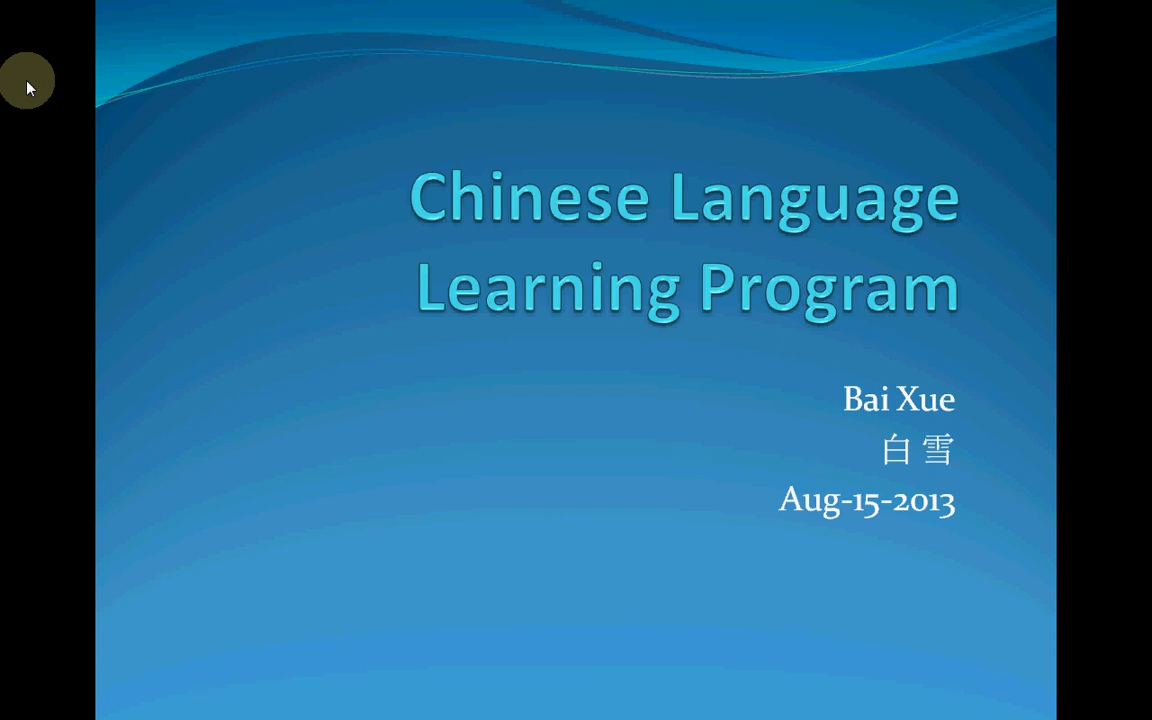 Chinese Language
Learning Program
Bai Xue
白 雪
Aug-15-2013